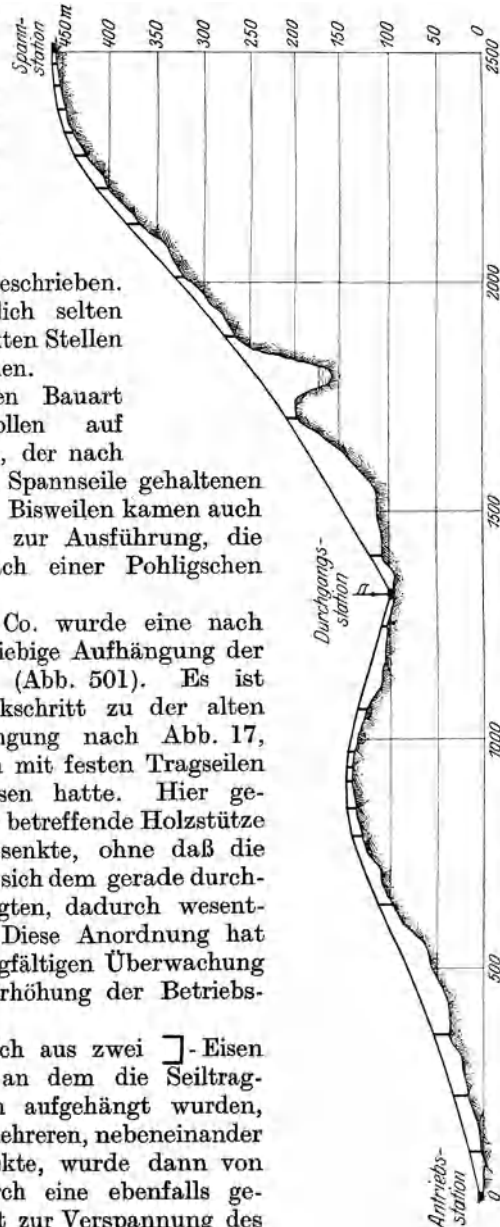 eschrieben.
lich selten
kten Stellen
en.
en Bauart
ollen auf
, der nach
Spannseile gehaltenen
Bisweilen kamen auch
zur Ausführung, die
ach einer Pohligschen
Co. wurde eine nach
iebige Aufhängung der
(Abb. 501). Es ist
kschritt zu der alten
ngung nach Abb. 17,
n mit festen Tragseilen
sen hatte. Hier ge-
betreffende Holzstütze
senkte, ohne daß die
sich dem gerade durch-
gten, dadurch wesent-
Diese Anordnung hat
gfältigen Überwachung
erhöhung der Betriebs-
ch aus zwei ]-Eisen
an dem die Seiltrag-
n aufgehängt wurden,
ehreren, nebeneinander
kte, wurde dann von
rch eine ebenfalls ge-
t zur Verspannung des
Spann-
station
450m
400
350
300
250
200
150
100
50
0
2500
2000
1500
1000
500
0
Durchgangs-
station
Antriebs-
station